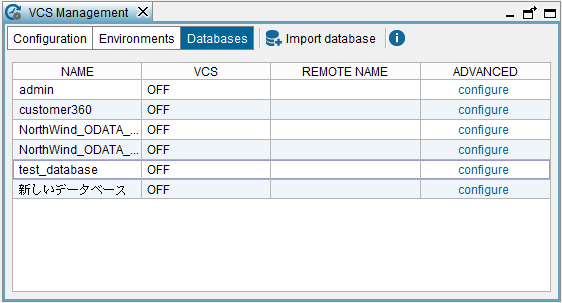 VCS Management
Configuration Environments Databases Import database
NAME VCS REMOTE NAME ADVANCED
admin OFF configure
customer360 OFF configure
NorthWind_ODATA_... OFF configure
NorthWind_ODATA_... OFF configure
test_database OFF configure
新しいデータベース OFF configure